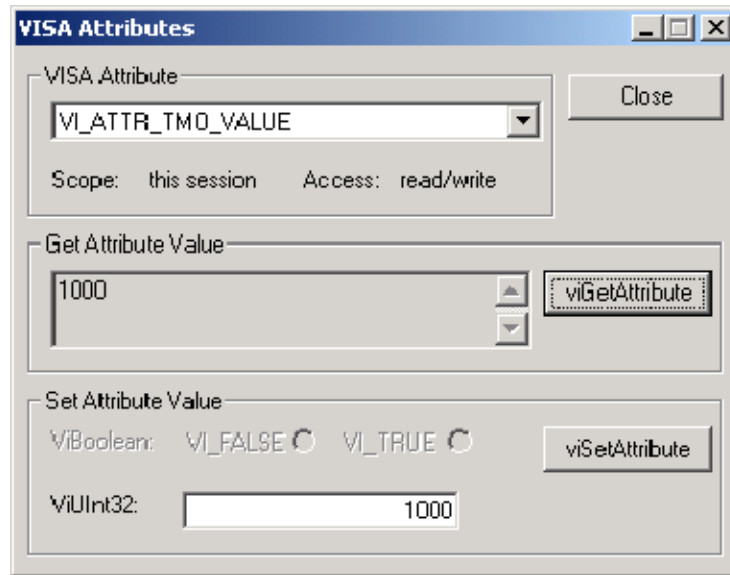 VISA Attributes
VISA Attribute
VI_ATTR_TMO_VALUE
Close
Scope: this session Access: read/write
Get Attribute Value
1000
viGetAttribute
Set Attribute Value
ViBoolean: VI_FALSE VI_TRUE
viSetAttribute
ViUInt32: 1000